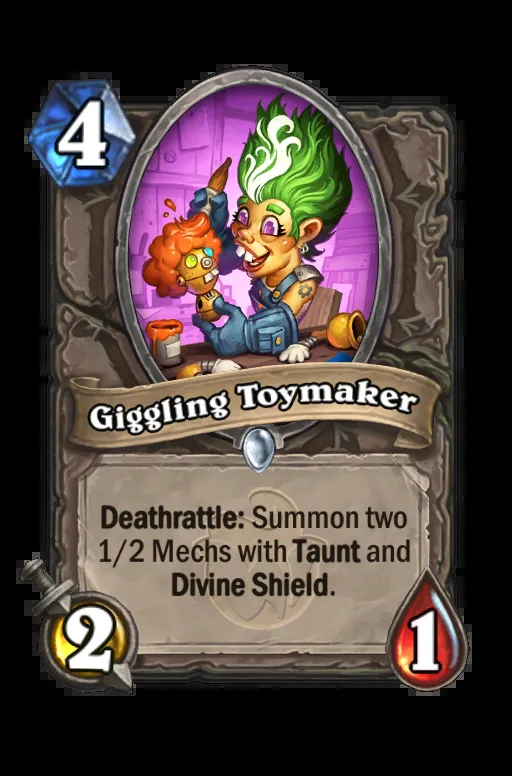 4
Giggling Toymaker
Deathrattle: Summon two
1/2 Mechs with Taunt and
Divine Shield.
2
1